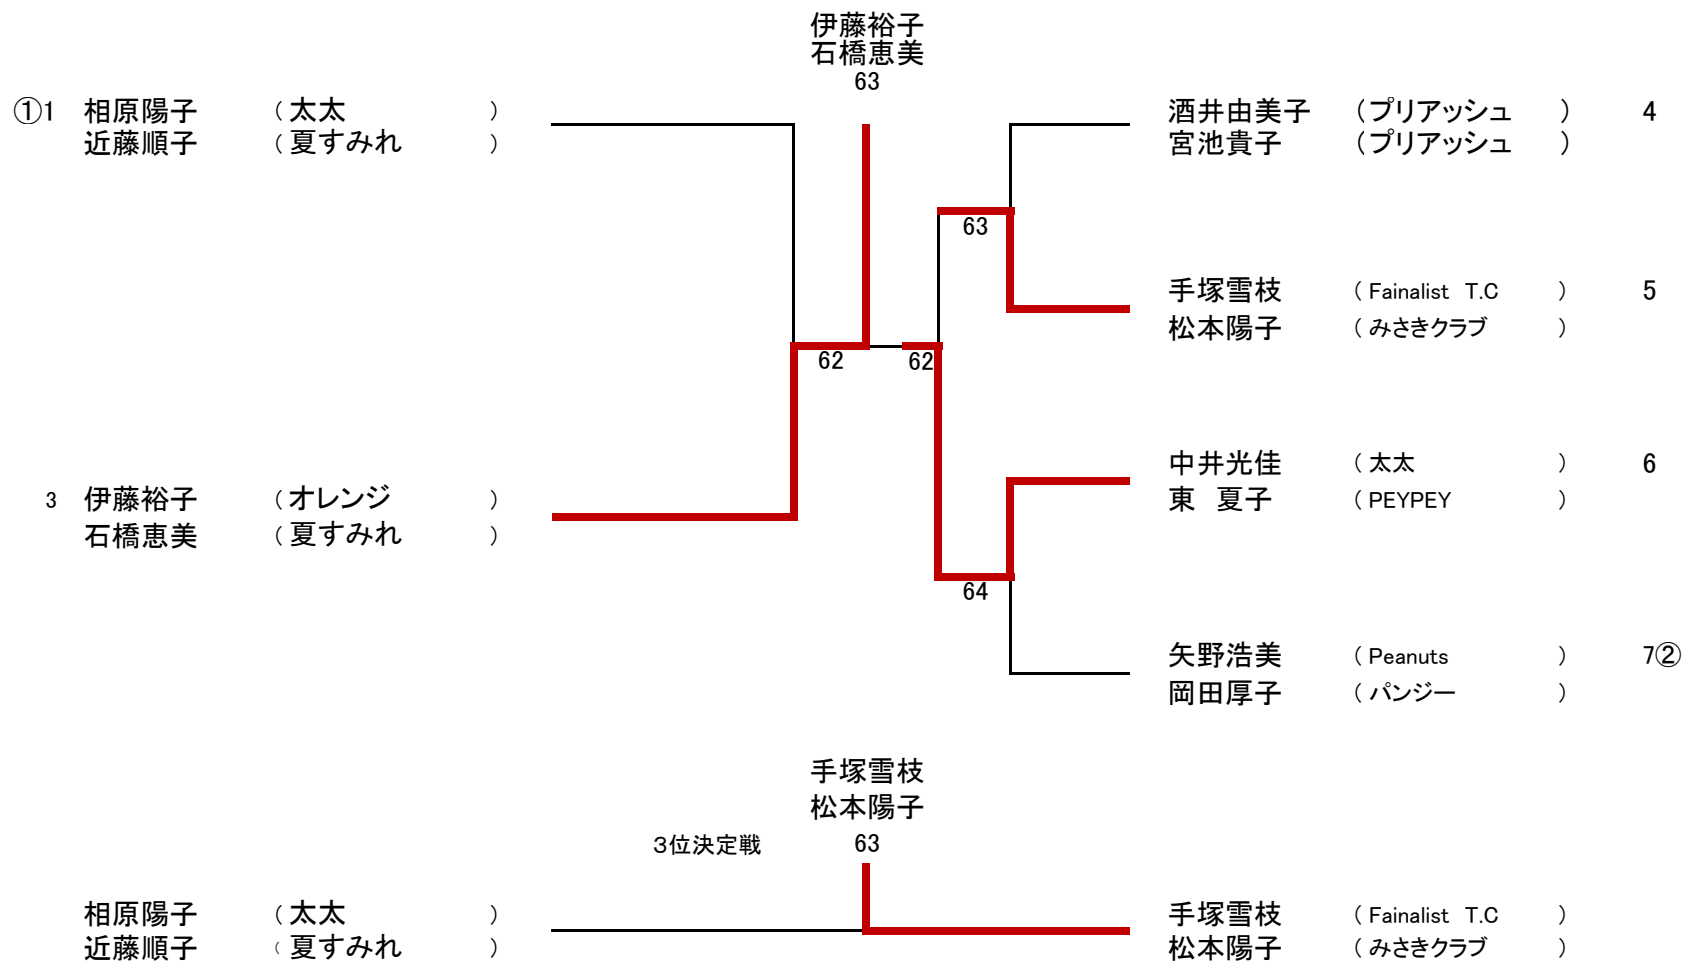 伊藤裕子
石橋恵美
63
①1 相原陽子 ( 太太 )
近藤順子 ( 夏すみれ )
酒井由美子 ( プリアッシュ ) 4
宮池貴子 ( プリアッシュ )
63
手塚雪枝 ( Fainalist T.C ) 5
松本陽子 ( みさきクラブ )
62 62
中井光佳 ( 太太 ) 6
東 夏子 ( PEYPEY )
3 伊藤裕子 ( オレンジ )
石橋恵美 ( 夏すみれ )
64
矢野浩美 ( Peanuts ) 7②
岡田厚子 ( パンジー )
手塚雪枝
松本陽子
３位決定戦 63
相原陽子 ( 太太 ) 手塚雪枝 ( Fainalist T.C )
近藤順子 ( 夏すみれ ) 松本陽子 ( みさきクラブ )